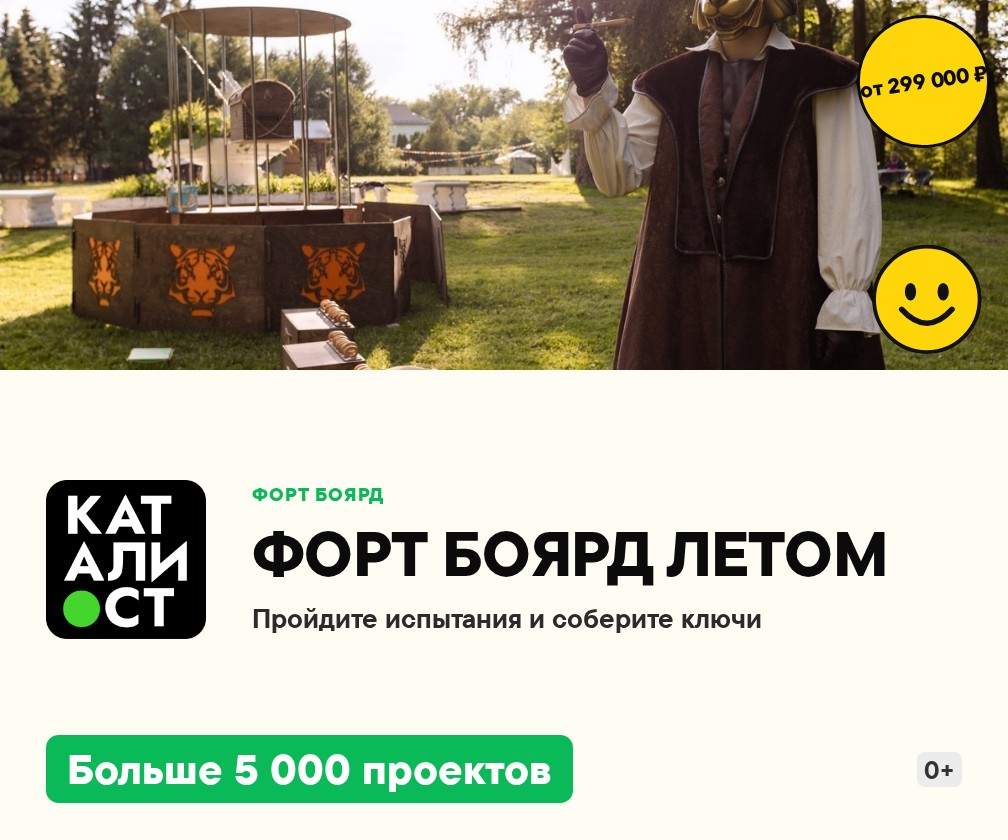 от 299 000 ₽
КАТ
АЛИ
СТ
ФОРТ БОЯРД
ФОРТ БОЯРД ЛЕТОМ
Пройдите испытания и соберите ключи
Больше 5 000 проектов
0+